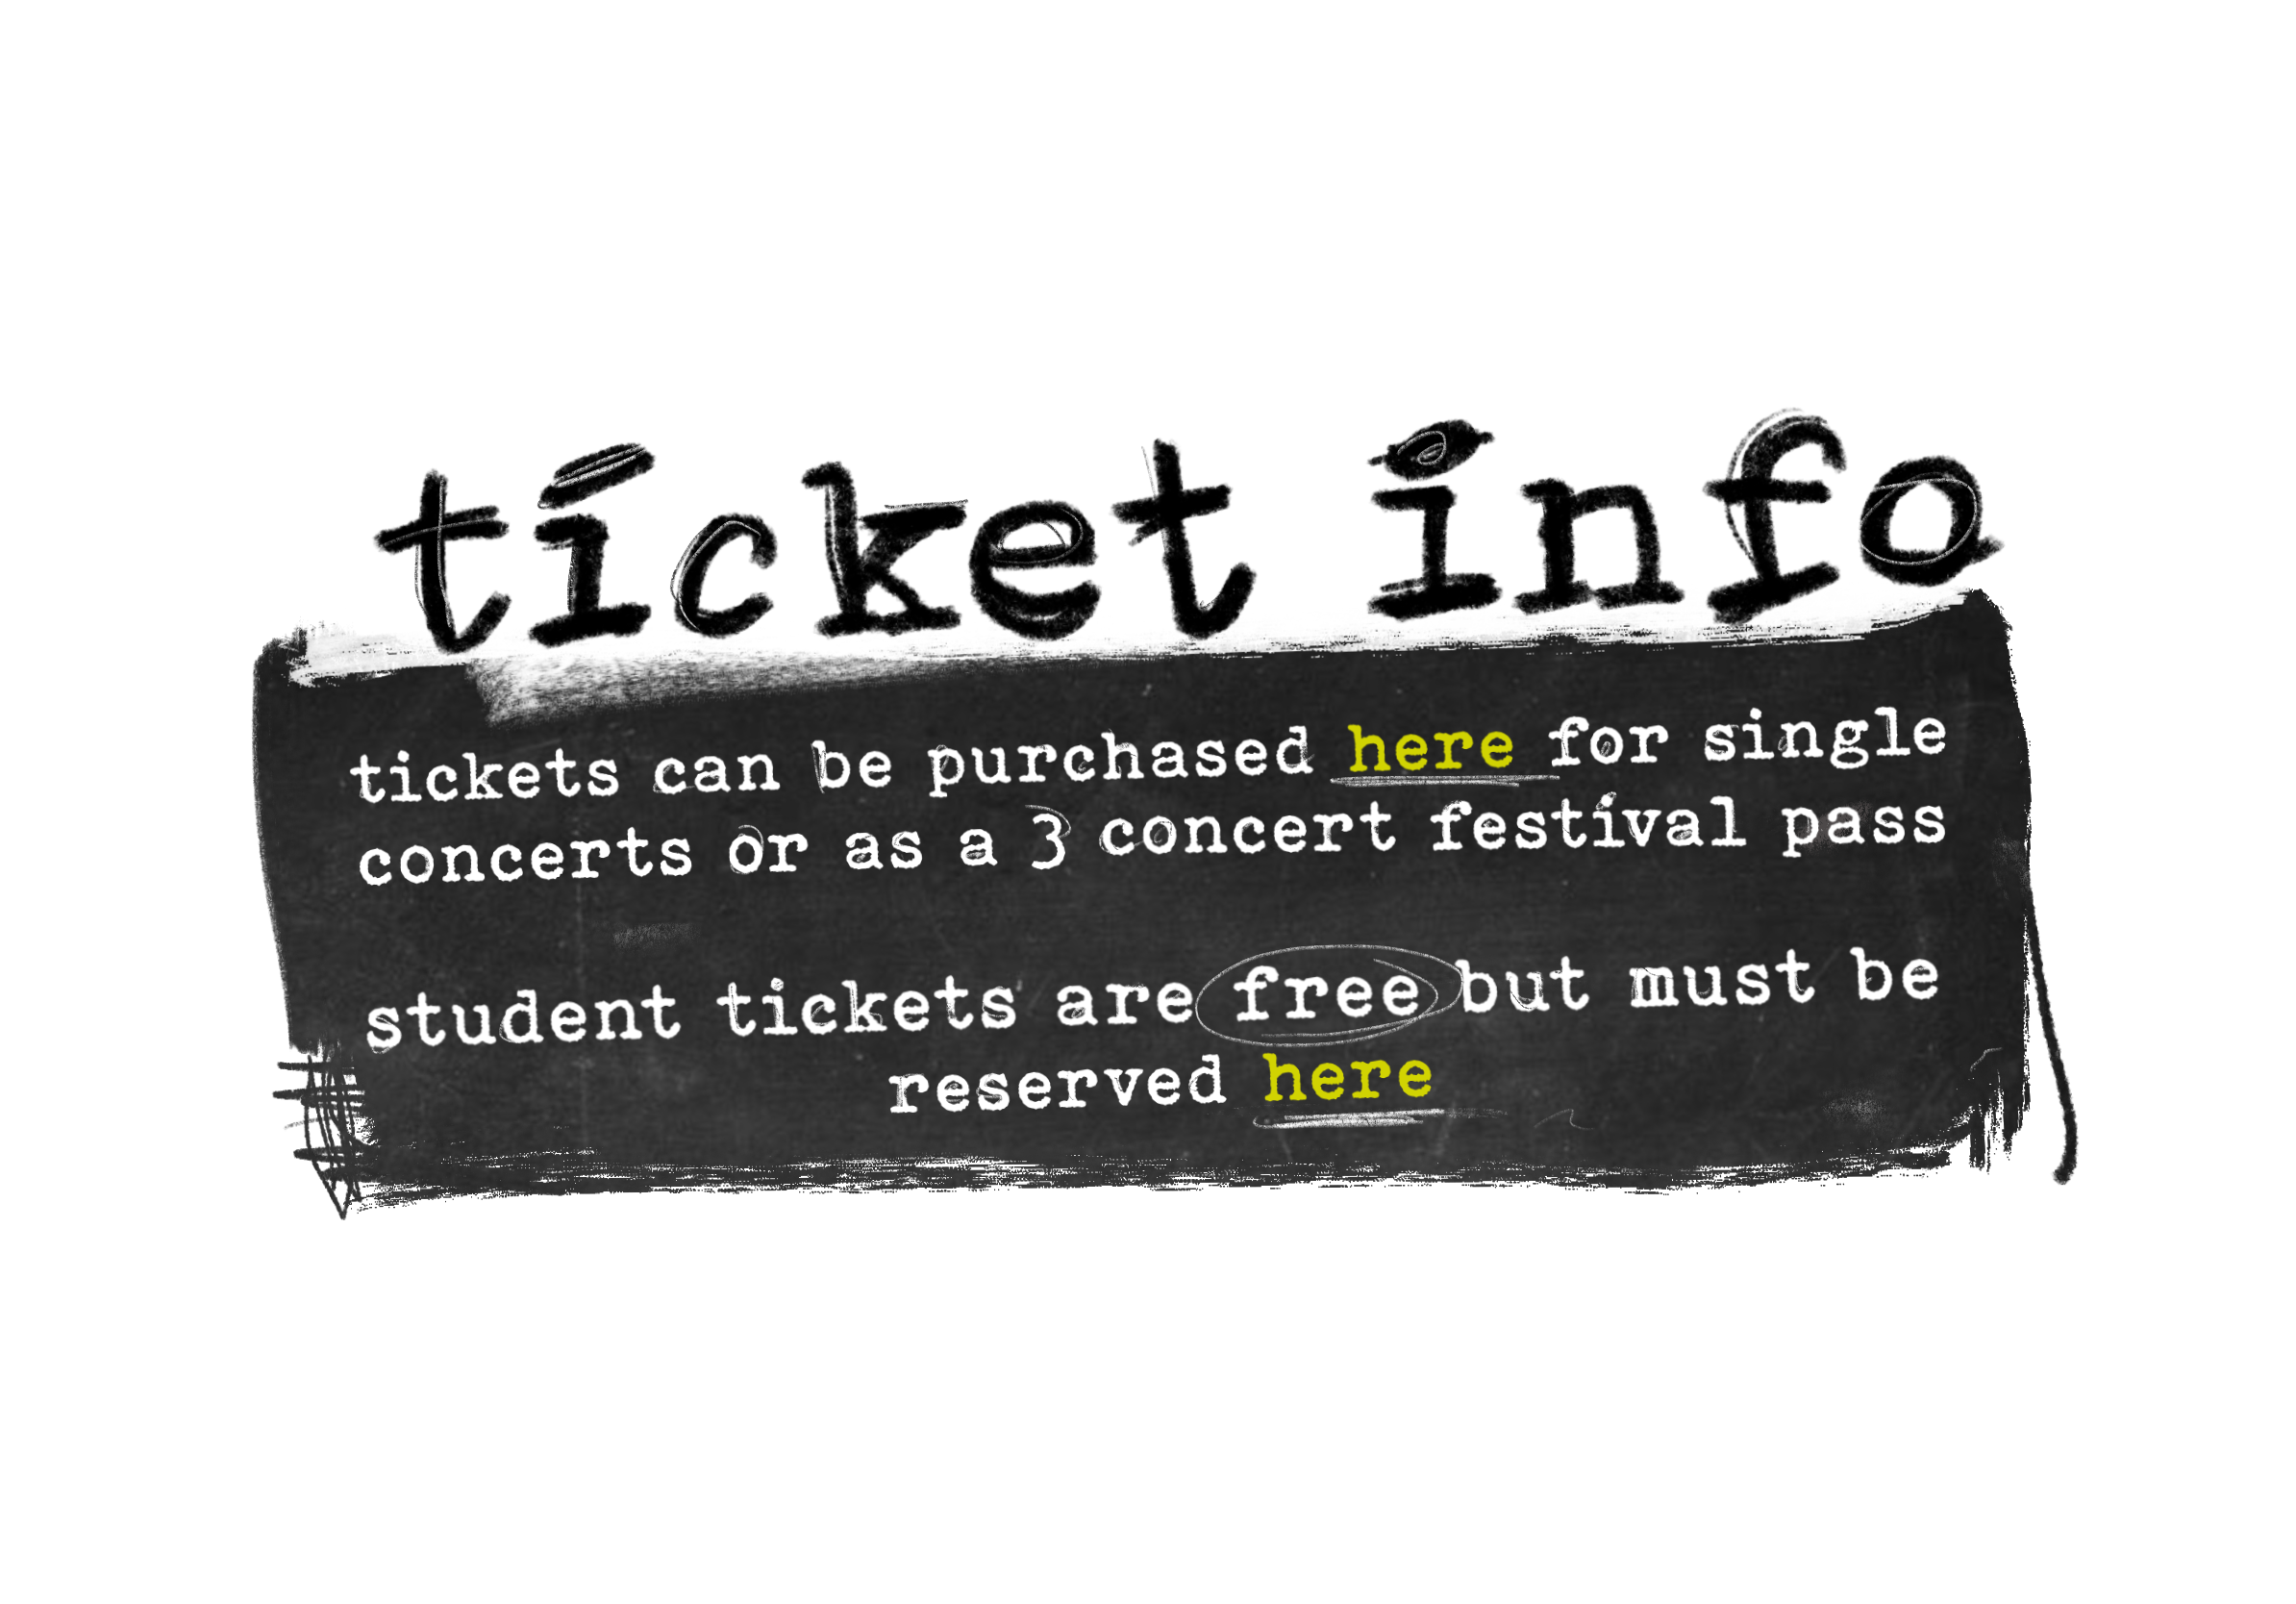 ticket info
tickets can be purchased here for single
concerts or as a 3 concert festival pass
student tickets are free but must be
reserved here